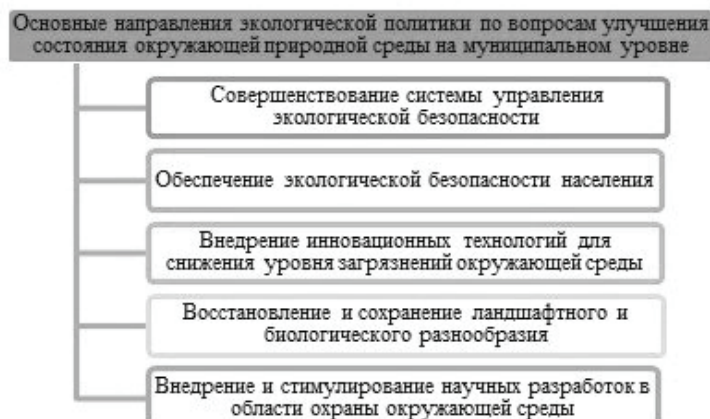 Основные направления экологической политики по вопросам улучшения
состояния окружающей природной среды на муниципальном уровне
Совершенствование системы управления
экологической безопасности
Обеспечение экологической безопасности населения
Внедрение инновационных технологий для
снижения уровня загрязнений окружающей среды
Восстановление и сохранение ландшафтного и
биологического разнообразия
Внедрение и стимулирование научных разработок в
области охраны окружающей среды